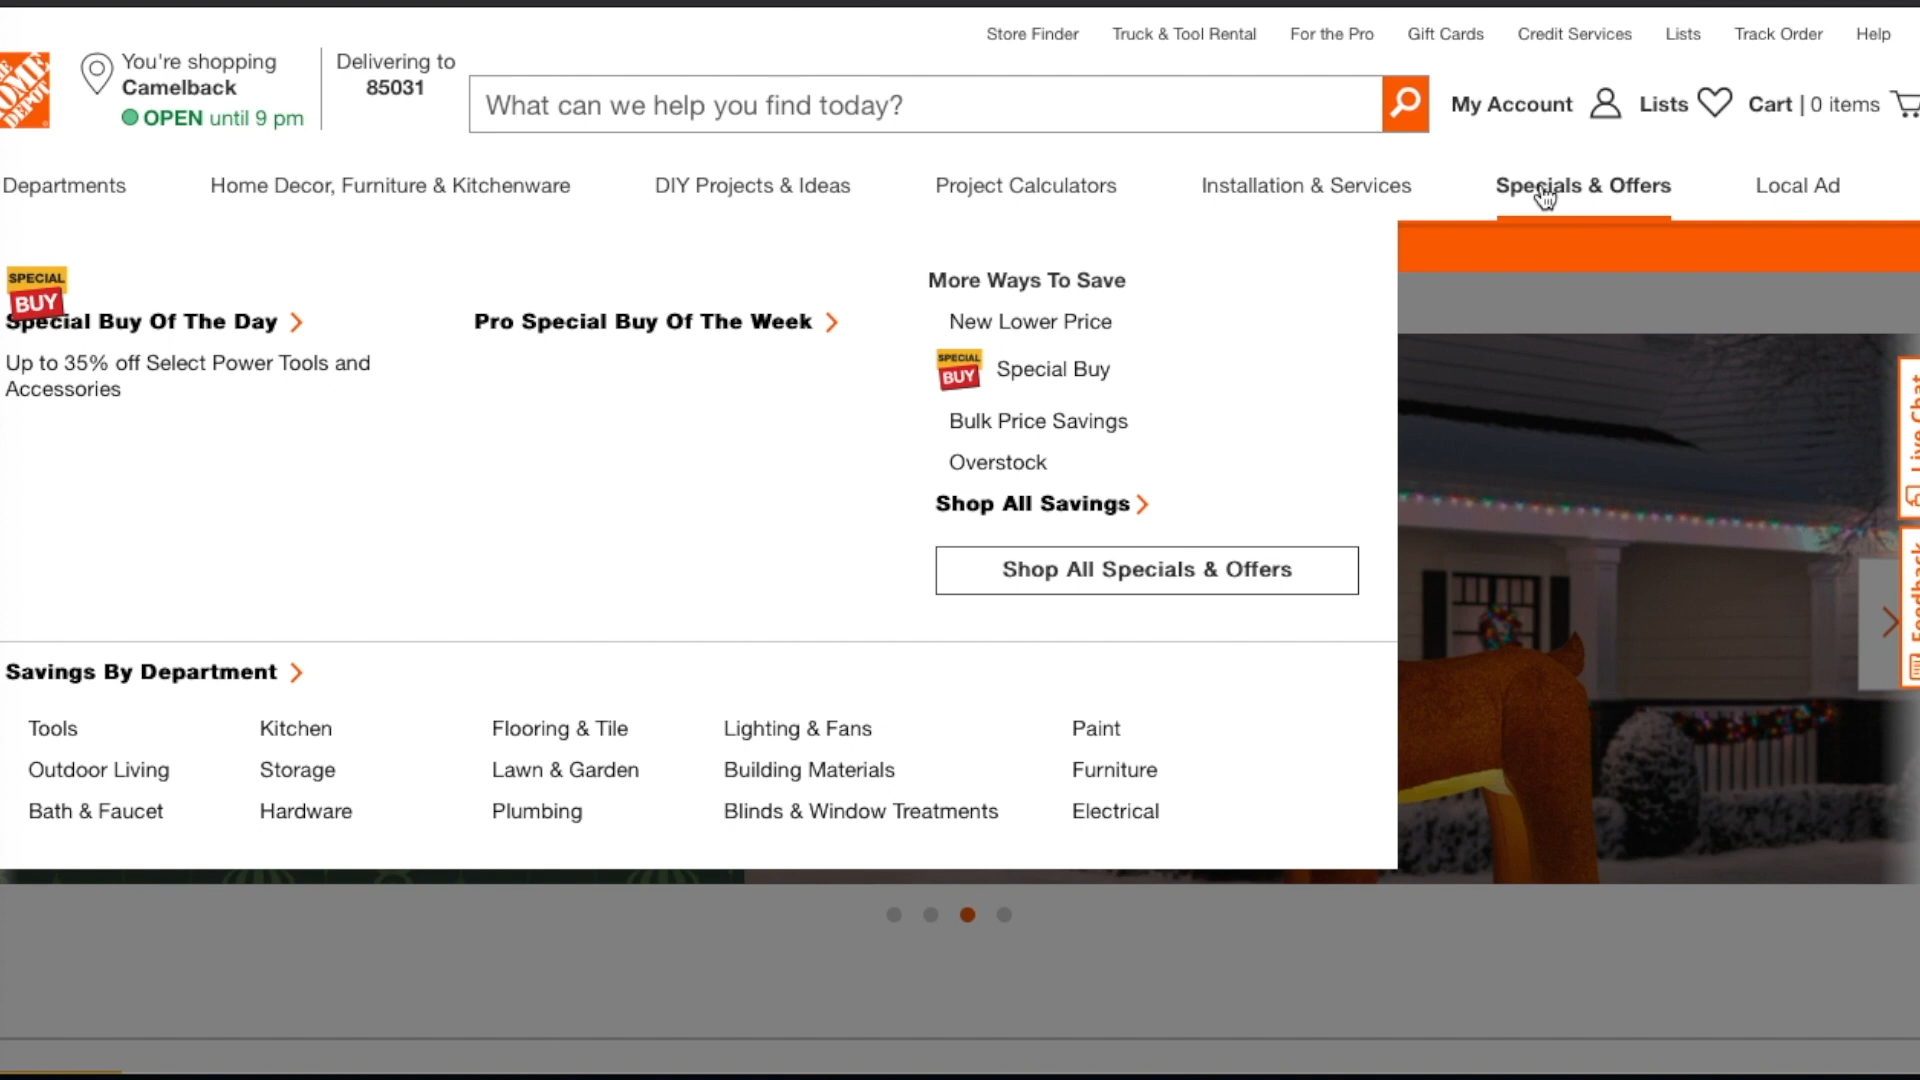 Store Finder Truck & Tool Rental For the Pro Gift Cards Credit Services Lists Track Order Help
THE HOME DEPOT
You're shopping
Camelback
OPEN until 9 pm
Delivering to
85031
What can we help you find today?
My Account Lists Cart | 0 items
Departments Home Decor, Furniture & Kitchenware DIY Projects & Ideas Project Calculators Installation & Services Specials & Offers Local Ad
SPECIAL
BUY
Special Buy Of The Day
Up to 35% off Select Power Tools and
Accessories
Pro Special Buy Of The Week
More Ways To Save
New Lower Price
SPECIAL
BUY
Special Buy
Bulk Price Savings
Overstock
Shop All Savings
Shop All Specials & Offers
Live Chat
Feedback
Savings By Department
Tools Kitchen Flooring & Tile Lighting & Fans Paint
Outdoor Living Storage Lawn & Garden Building Materials Furniture
Bath & Faucet Hardware Plumbing Blinds & Window Treatments Electrical